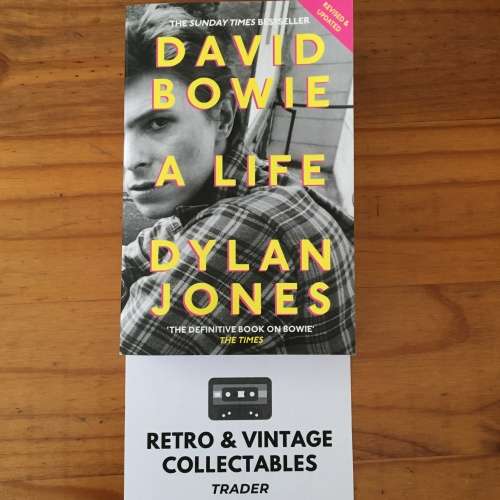 THE SUNDAY TIMES BESTSELLER
REVISED &
UPDATED
DAVID
BOWIE
A LIFE
DYLAN
JONES
'THE DEFINITIVE BOOK ON BOWIE'
THE TIMES
RETRO & VINTAGE
COLLECTABLES
TRADER